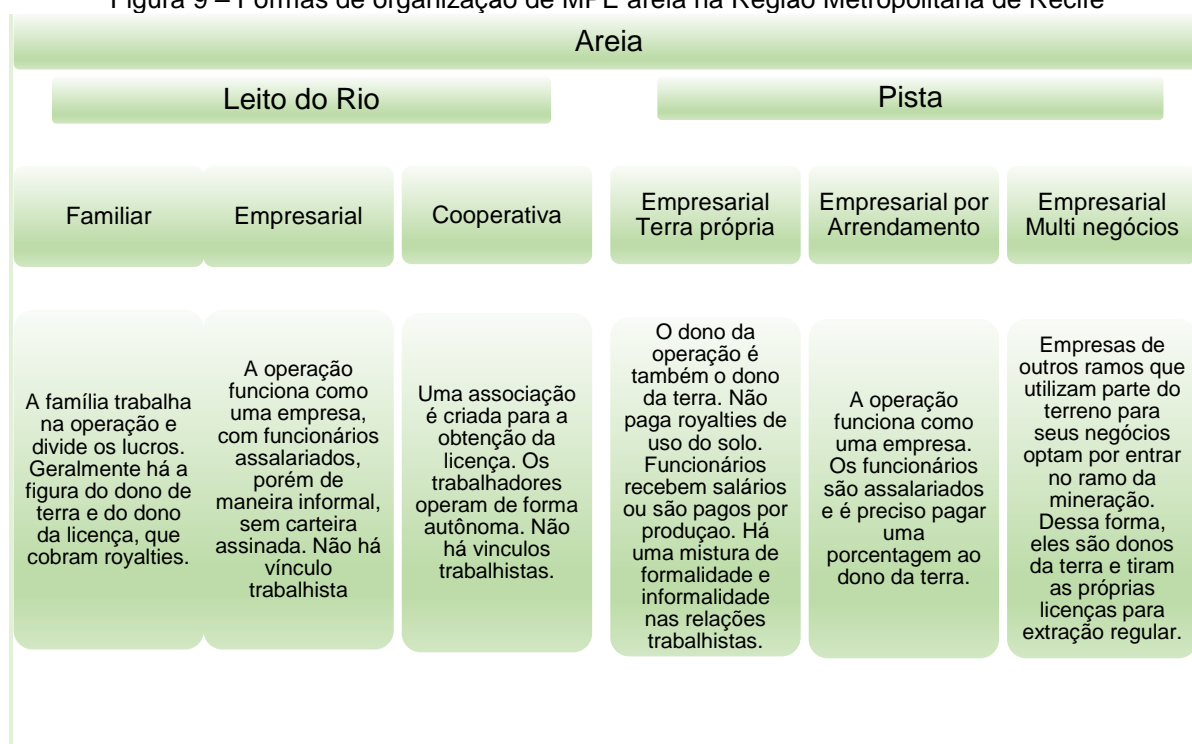 Figura 9 – Formas de organização de MPE areia na Região Metropolitana de Recife
Areia
Leito do Rio
Pista
Familiar
Empresarial
Cooperativa
Empresarial
Terra própria
Empresarial por
Arrendamento
Empresarial
Multi negócios
A família trabalha
na operação e
divide os lucros.
Geralmente há a
figura do dono de
terra e do dono
da licença, que
cobram royalties.
A operação
funciona como
uma empresa,
com funcionários
assalariados,
porém de
maneira informal,
sem carteira
assinada. Não há
vínculo
trabalhista
Uma associação
é criada para a
obtenção da
licença. Os
trabalhadores
operam de forma
autônoma. Não
há vinculos
trabalhistas.
O dono da
operação é
também o dono
da terra. Não
paga royalties de
uso do solo.
Funcionários
recebem salários
ou são pagos por
produçao. Há
uma mistura de
formalidade e
informalidade
nas relações
trabalhistas.
A operação
funciona como
uma empresa.
Os funcionários
são assalariados
e é preciso pagar
uma
porcentagem ao
dono da terra.
Empresas de
outros ramos que
utilizam parte do
terreno para
seus negócios
optam por entrar
no ramo da
mineração.
Dessa forma,
eles são donos
da terra e tiram
as próprias
licenças para
extração regular.